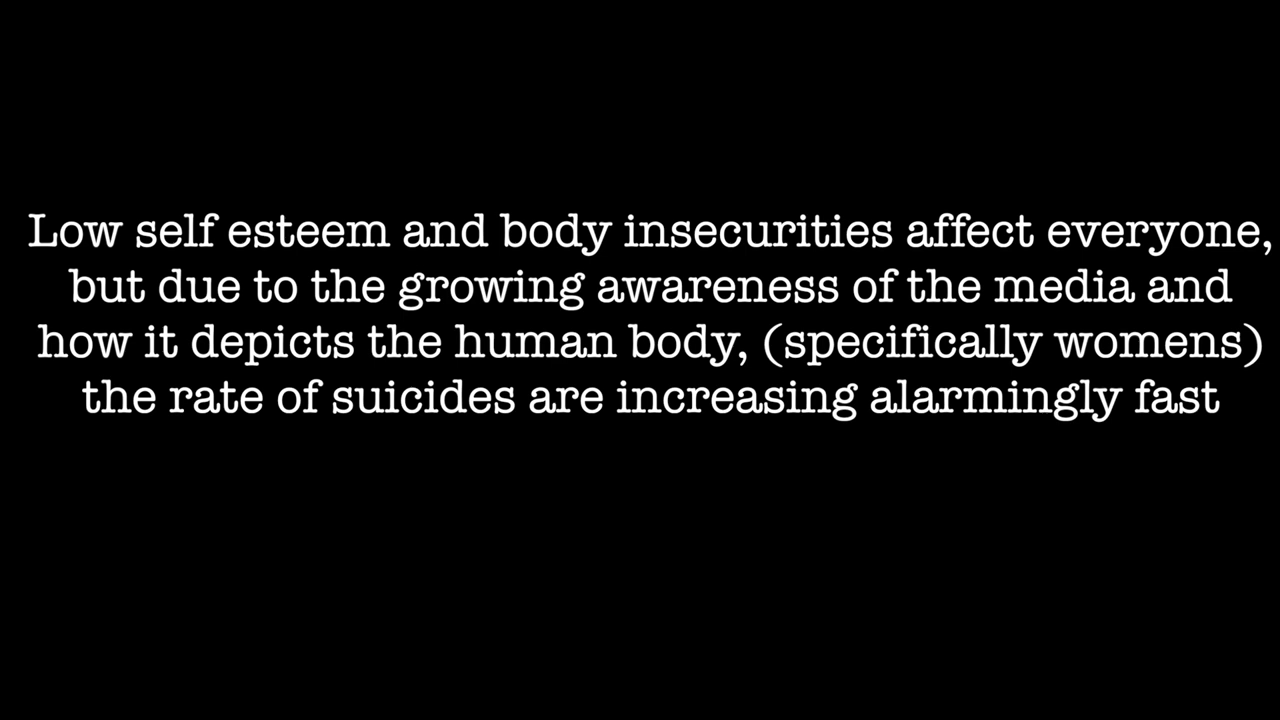 Low self esteem and body insecurities affect everyone,
but due to the growing awareness of the media and
how it depicts the human body, (specifically womens)
the rate of suicides are increasing alarmingly fast